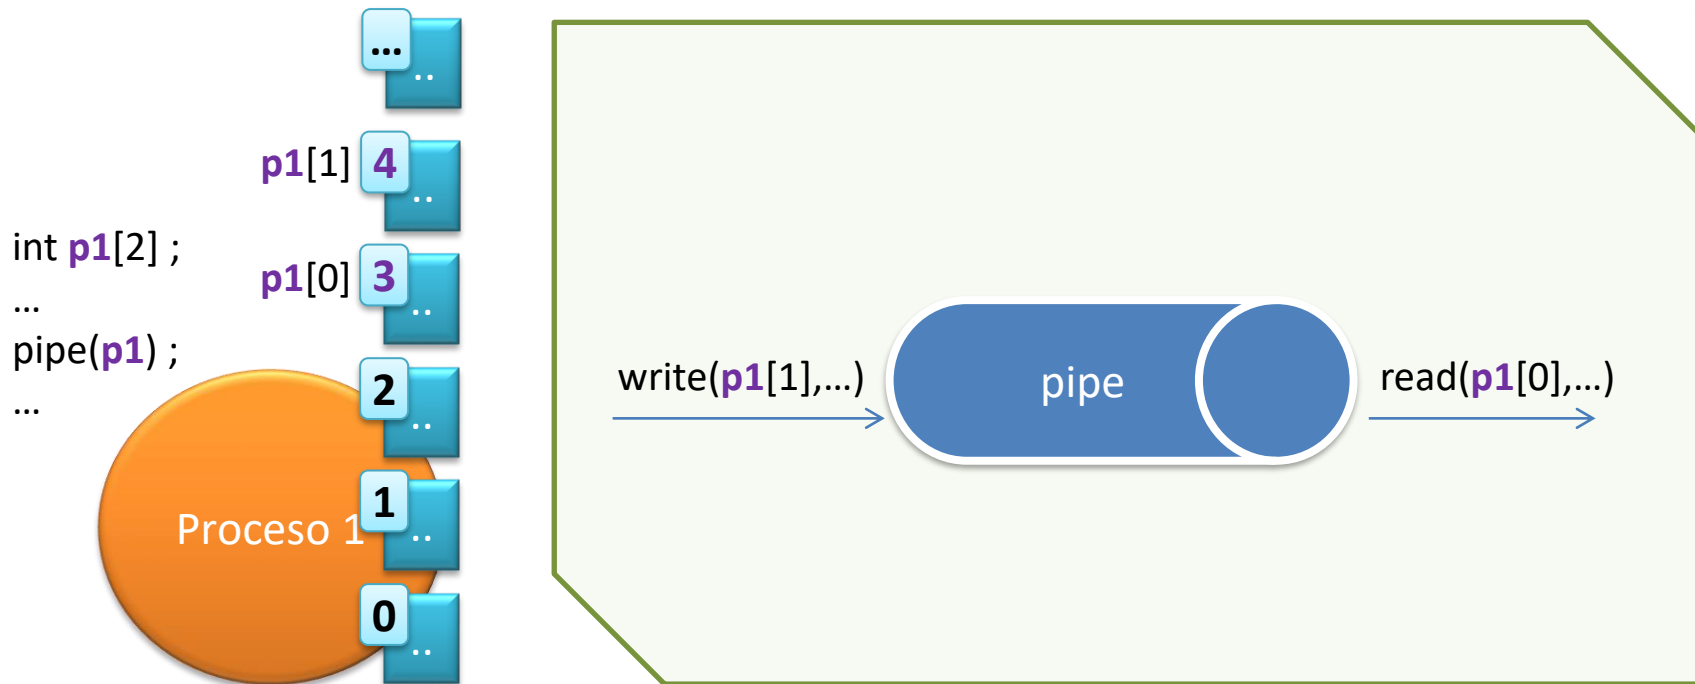 …
..
p1[1] 4
..
int p1[2] ;
p1[0] 3
…
..
pipe(p1) ;
…
2
..
Proceso 1
1
..
0
..
write(p1[1],…)
pipe
read(p1[0],…)